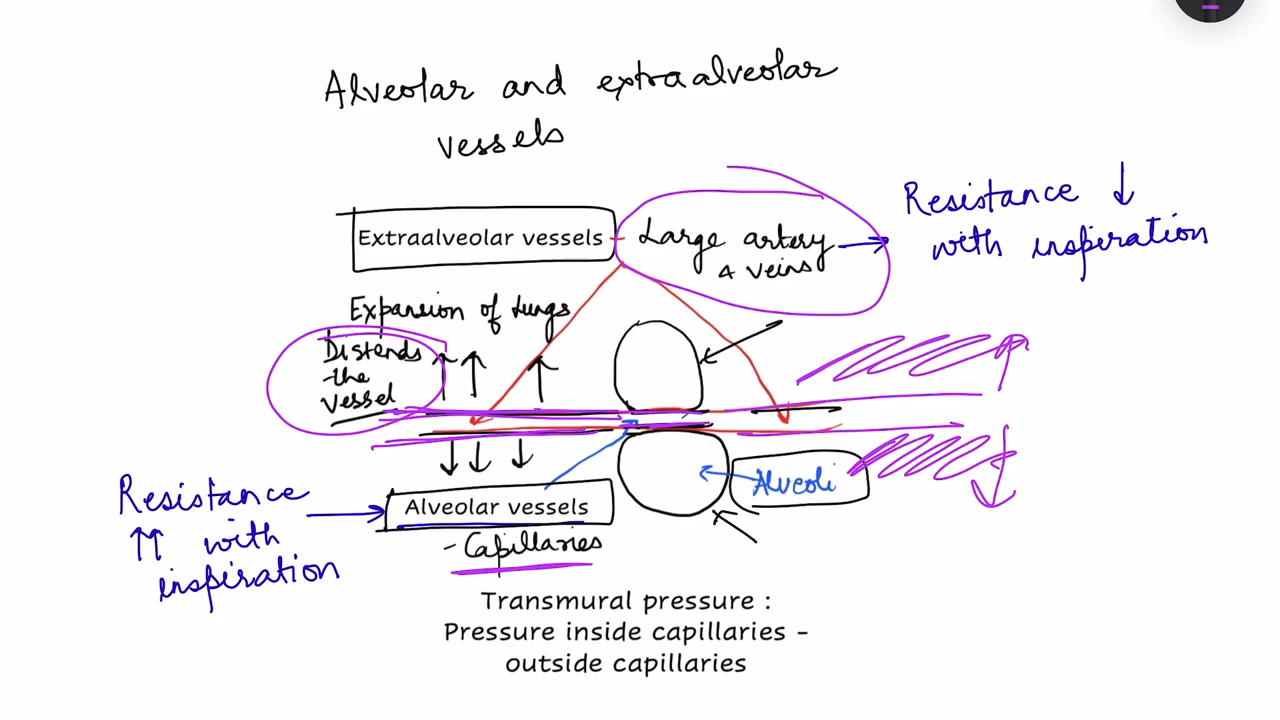 Alveolar and extraalveolar
vessels
Extraalveolar vessels
Large artery
& veins
Resistance ↓
with inspiration
Expansion of lungs
Distends
the
vessel
Alveoli
Resistance
↑↑ with
inspiration
Alveolar vessels
- Capillaries
Transmural pressure :
Pressure inside capillaries -
outside capillaries